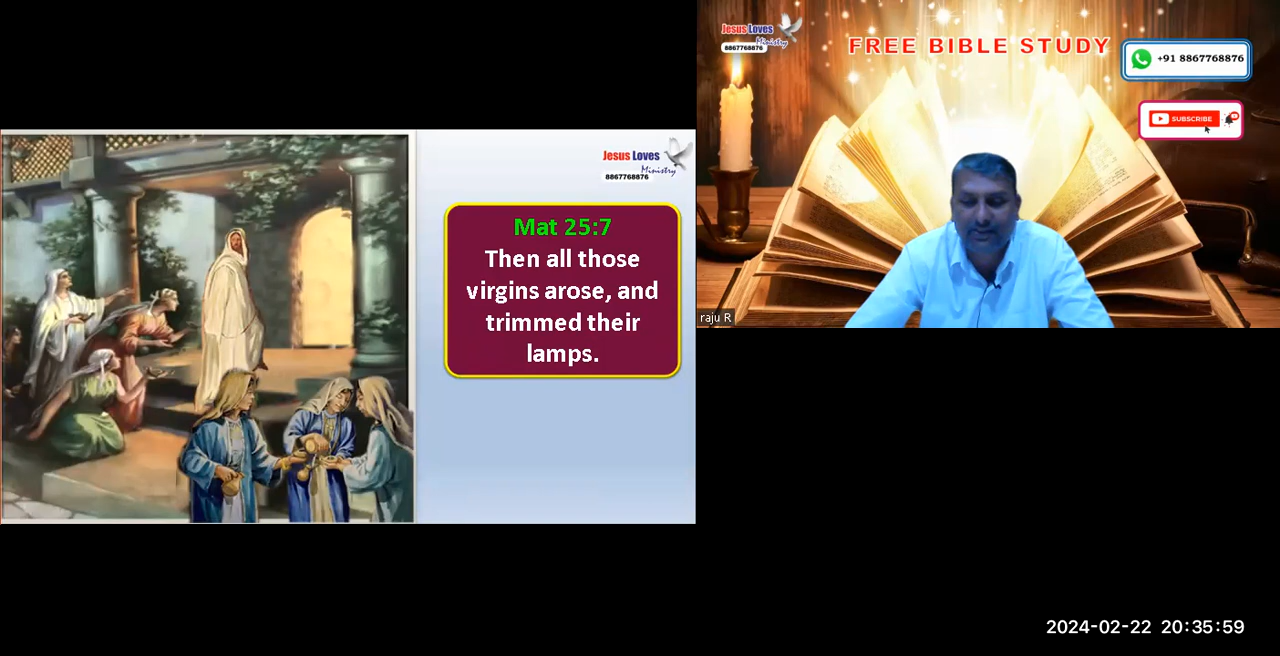 Jesus Loves
Ministry
8867768876
Mat 25:7
Then all those
virgins arose, and
trimmed their
lamps.
Jesus Loves
Ministry
8867768876
FREE BIBLE STUDY
+91 8867768876
SUBSCRIBE
raju R
2024-02-22 20:35:59